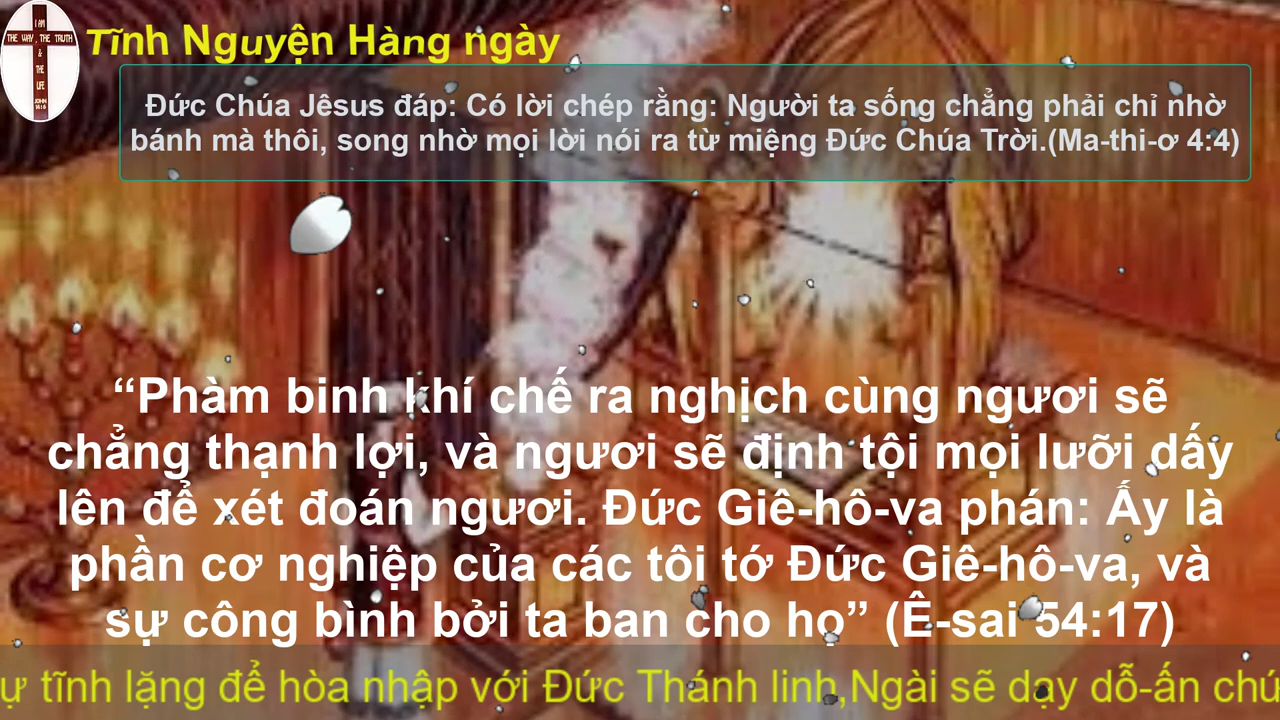 I AM
THE WAY, THE TRUTH
&
THE
LIFE
JOHN
14:6
Tĩnh Nguyện Hàng ngày
Đức Chúa Jêsus đáp: Có lời chép rằng: Người ta sống chẳng phải chỉ nhờ
bánh mà thôi, song nhờ mọi lời nói ra từ miệng Đức Chúa Trời.(Ma-thi-ơ 4:4)
“Phàm binh khí chế ra nghịch cùng ngươi sẽ
chẳng thạnh lợi, và ngươi sẽ định tội mọi lưỡi dấy
lên để xét đoán ngươi. Đức Giê-hô-va phán: Ấy là
phần cơ nghiệp của các tôi tớ Đức Giê-hô-va, và
sự công bình bởi ta ban cho họ” (Ê-sai 54:17)
ự tĩnh lặng để hòa nhập với Đức Thánh linh,Ngài sẽ dạy dỗ-ấn chú